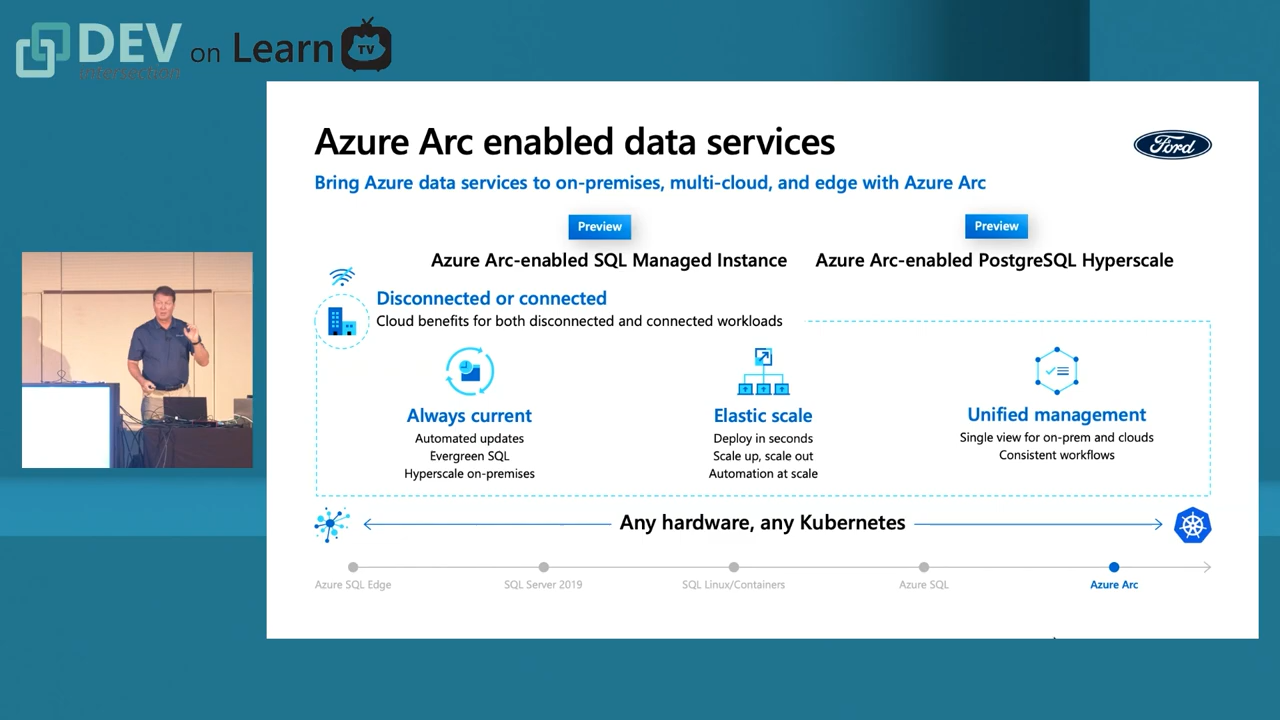 DEV on Learn TV
intersection
Azure Arc enabled data services
Ford
Bring Azure data services to on-premises, multi-cloud, and edge with Azure Arc
Preview
Preview
Azure Arc-enabled SQL Managed Instance
Azure Arc-enabled PostgreSQL Hyperscale
Disconnected or connected
Cloud benefits for both disconnected and connected workloads
Always current
Automated updates
Evergreen SQL
Hyperscale on-premises
Elastic scale
Deploy in seconds
Scale up, scale out
Automation at scale
Unified management
Single view for on-prem and clouds
Consistent workflows
Any hardware, any Kubernetes
Azure SQL Edge
SQL Server 2019
SQL Linux/Containers
Azure SQL
Azure Arc